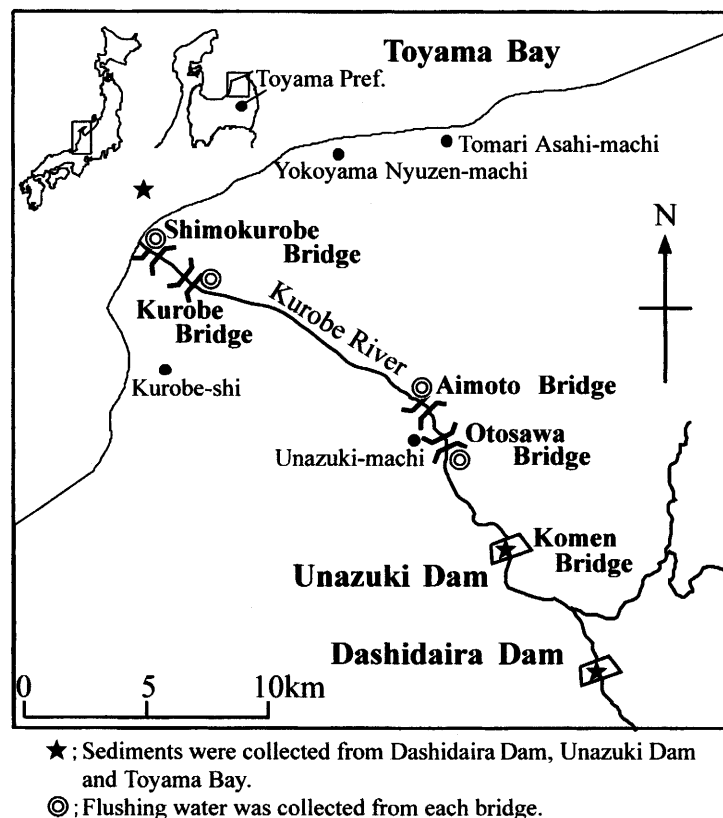 Toyama Bay
Toyama Pref.
Tomari Asahi-machi
Yokoyama Nyuzen-machi
Shimokurobe
Bridge
N
Kurobe
Bridge
Kurobe River
Kurobe-shi
Aimoto Bridge
Otosawa
Bridge
Unazuki-machi
Komen
Bridge
Unazuki Dam
Dashidaira Dam
0 5 10km
★ ; Sediments were collected from Dashidaira Dam, Unazuki Dam
and Toyama Bay.
◎ ; Flushing water was collected from each bridge.